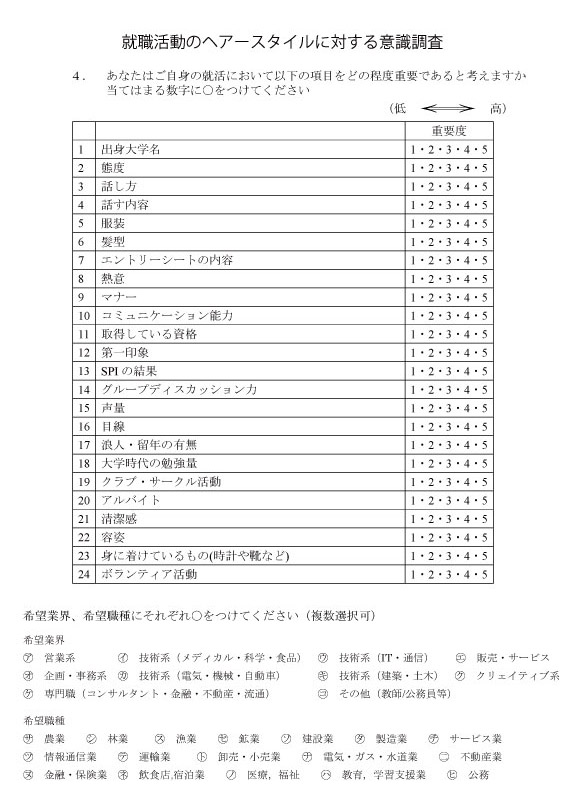 就職活動のヘアースタイルに対する意識調査
4. あなたはご自身の就活において以下の項目をどの程度重要であると考えますか
当てはまる数字に○をつけてください
（低 ⟷ 高）
重要度
1 出身大学名 1・2・3・4・5
2 態度 1・2・3・4・5
3 話し方 1・2・3・4・5
4 話す内容 1・2・3・4・5
5 服装 1・2・3・4・5
6 髪型 1・2・3・4・5
7 エントリーシートの内容 1・2・3・4・5
8 熱意 1・2・3・4・5
9 マナー 1・2・3・4・5
10 コミュニケーション能力 1・2・3・4・5
11 取得している資格 1・2・3・4・5
12 第一印象 1・2・3・4・5
13 SPIの結果 1・2・3・4・5
14 グループディスカッション力 1・2・3・4・5
15 声量 1・2・3・4・5
16 目線 1・2・3・4・5
17 浪人・留年の有無 1・2・3・4・5
18 大学時代の勉強量 1・2・3・4・5
19 クラブ・サークル活動 1・2・3・4・5
20 アルバイト 1・2・3・4・5
21 清潔感 1・2・3・4・5
22 容姿 1・2・3・4・5
23 身に着けているもの(時計や靴など) 1・2・3・4・5
24 ボランティア活動 1・2・3・4・5
希望業界、希望職種にそれぞれ○をつけてください（複数選択可）
希望業界
㋐ 営業系 ㋑ 技術系（メディカル・科学・食品） ㋒ 技術系（IT・通信） ㋓ 販売・サービス
㋔ 企画・事務系 ㋕ 技術系（電気・機械・自動車） ㋖ 技術系（建築・土木） ㋗ クリェイティブ系
㋘ 専門職（コンサルタント・金融・不動産・流通） ㋙ その他（教師/公務員等）
希望職種
㋚ 農業 ㋛ 林業 ㋜ 漁業 ㋝ 鉱業 ㋞ 建設業 ㋟ 製造業 ㋠ サービス業
㋡ 情報通信業 ㋢ 運輸業 ㋣ 卸売・小売業 ㋤ 電気・ガス・水道業 ㋥ 不動産業
㋦ 金融・保険業 ㋧ 飲食店,宿泊業 ㋨ 医療，福祉 ㋩ 教育，学習支援業 ㋪ 公務